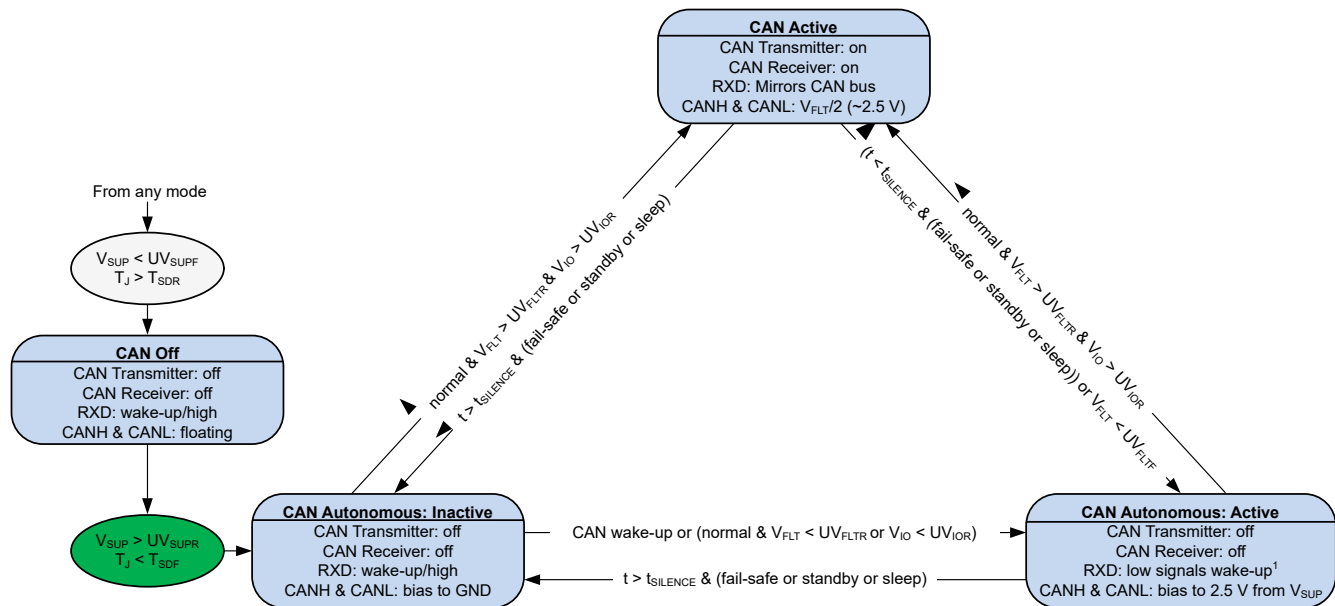 CAN Active
CAN Transmitter: on
CAN Receiver: on
RXD: Mirrors CAN bus
CANH & CANL: VFLT/2 (~2.5 V)
From any mode
VSUP < UVSUPF
TJ > TSDR
CAN Off
CAN Transmitter: off
CAN Receiver: off
RXD: wake-up/high
CANH & CANL: floating
VSUP > UVSUPR
TJ < TSDF
normal & VFLT > UVFLTR & VIO > UVIOR
t > tSILENCE & (fail-safe or standby or sleep)
(t < tSILENCE & (fail-safe or standby or sleep)) or VFLT < UVFLTF
normal & VFLT > UVFLTR & VIO > UVIOR
CAN Autonomous: Inactive
CAN Transmitter: off
CAN Receiver: off
RXD: wake-up/high
CANH & CANL: bias to GND
CAN wake-up or (normal & VFLT < UVFLTR or VIO < UVIOR)
t > tSILENCE & (fail-safe or standby or sleep)
CAN Autonomous: Active
CAN Transmitter: off
CAN Receiver: off
RXD: low signals wake-up¹
CANH & CANL: bias to 2.5 V from VSUP